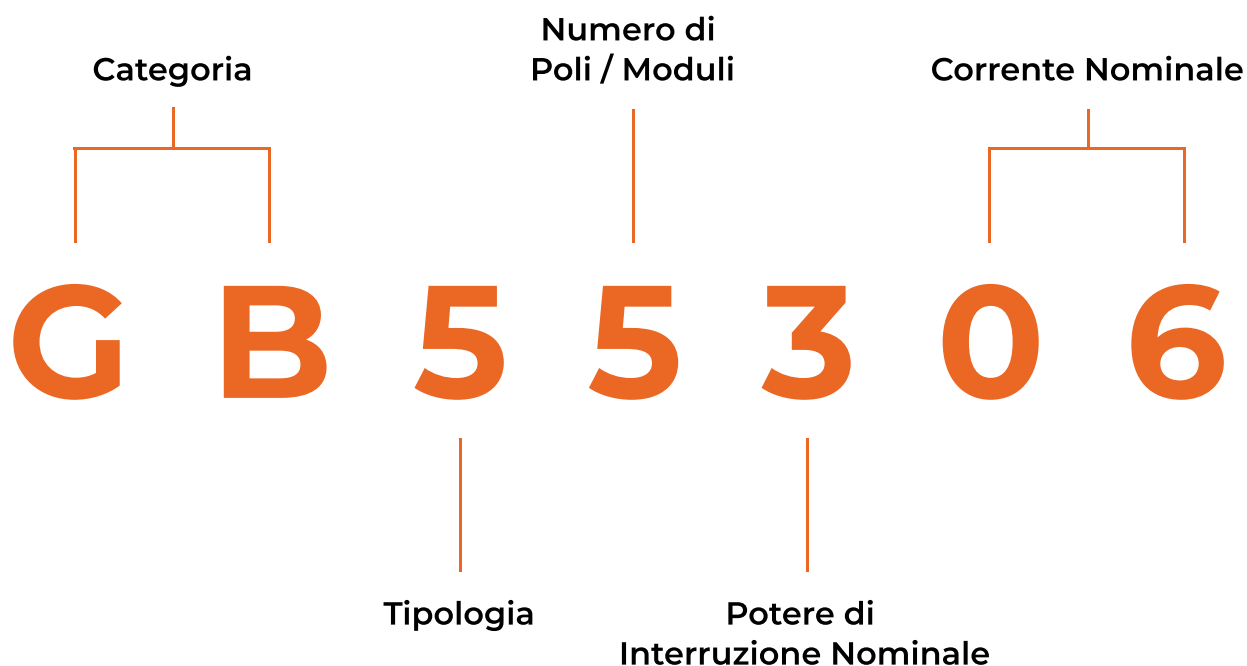 Numero di
Poli / Moduli
Categoria
Corrente Nominale
G B 5 5 3 0 6
Tipologia
Potere di
Interruzione Nominale